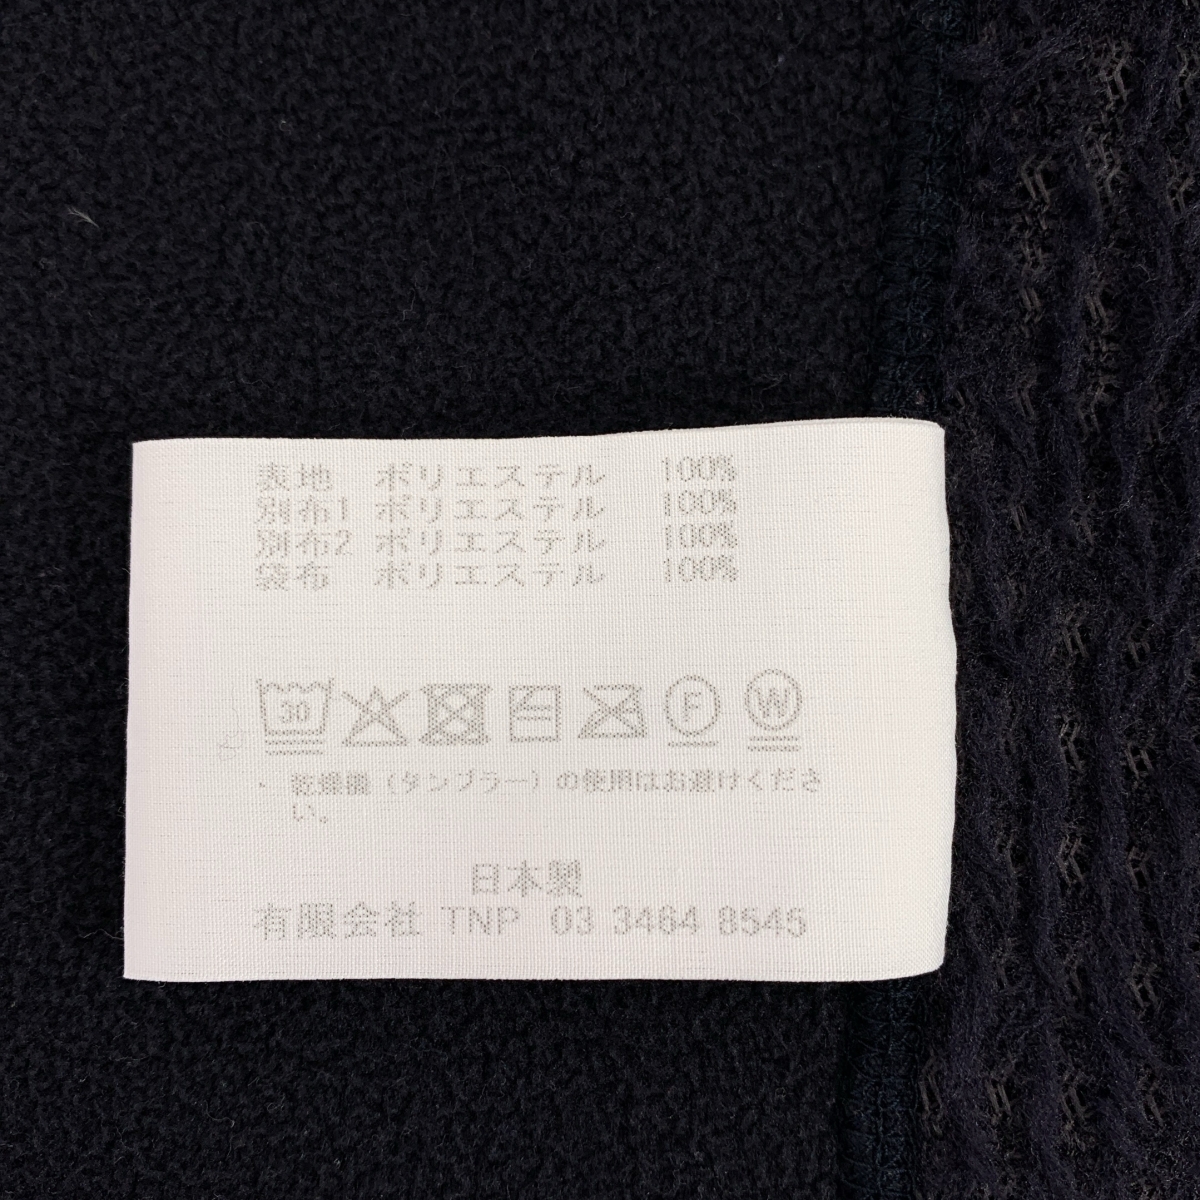 表地 ポリエステル 100%
別布1 ポリエステル 100%
別布2 ポリエステル 100%
袋布 ポリエステル 100%
30 F W
・ 乾燥機（タンブラー）の使用はお避けくださ
い。
日本製
有限会社 TNP 03 3464 8545